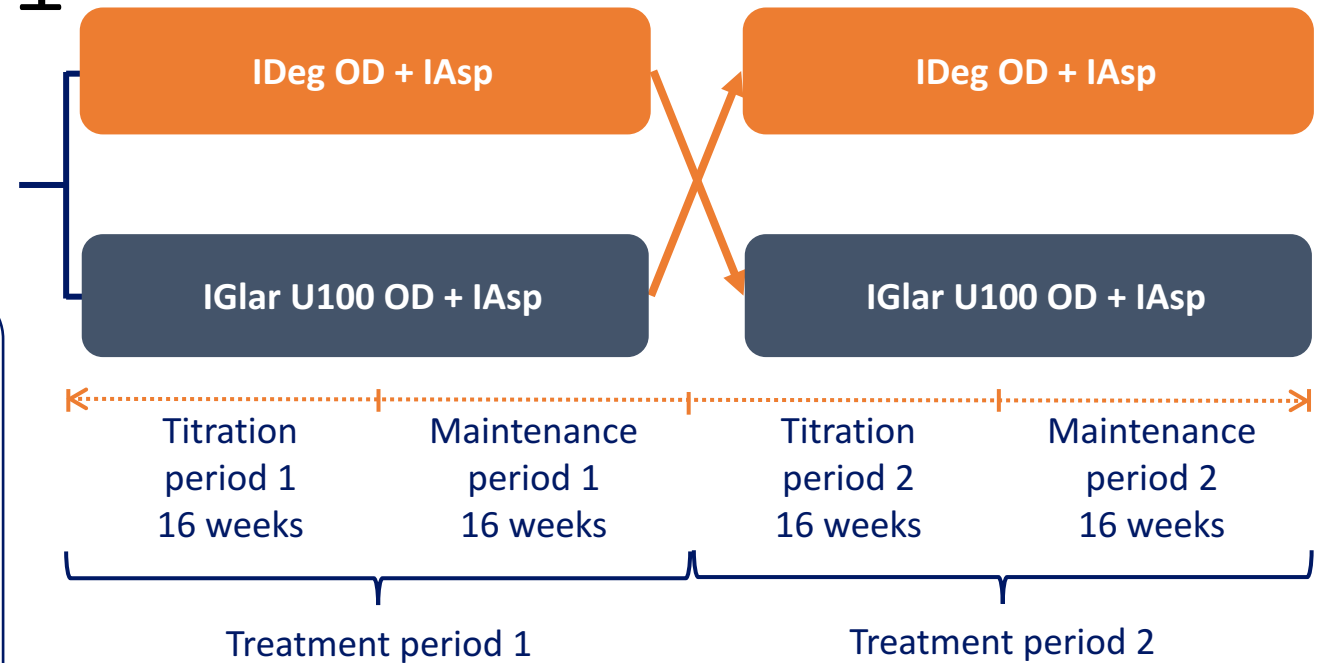 IDeg OD + IAsp
IDeg OD + IAsp
IGlar U100 OD + IAsp
IGlar U100 OD + IAsp
Titration
period 1
16 weeks
Maintenance
period 1
16 weeks
Titration
period 2
16 weeks
Maintenance
period 2
16 weeks
Treatment period 1
Treatment period 2